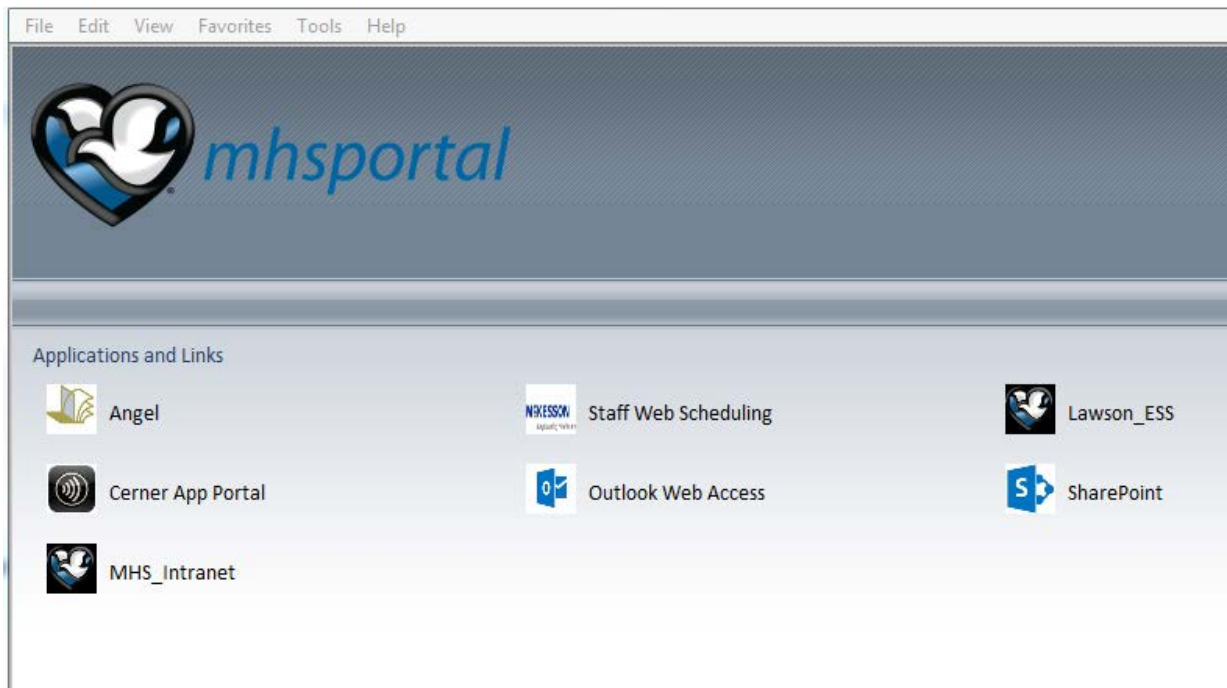 File Edit View Favorites Tools Help
mhsportal
Applications and Links
Angel
MCKESSON
Staff Web Scheduling
Lawson_ESS
Cerner App Portal
Outlook Web Access
SharePoint
MHS_Intranet